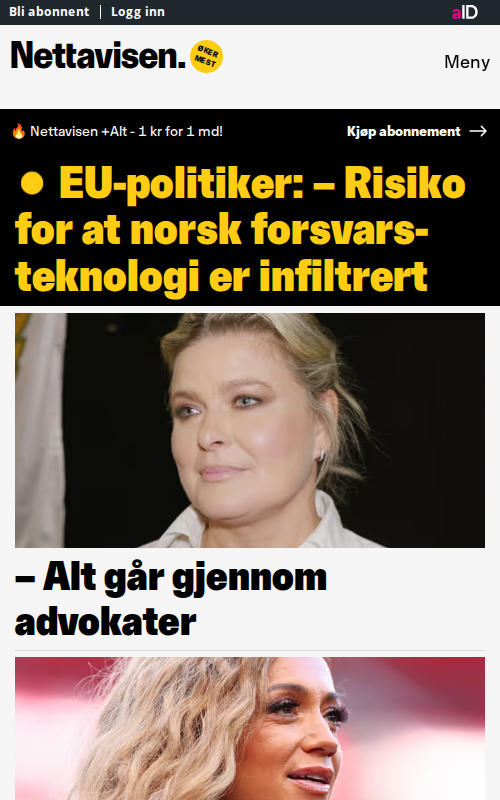 Bli abonnent | Logg inn
aID
Nettavisen.
ØKER
MEST
Meny
🔥 Nettavisen +Alt - 1 kr for 1 md!
Kjøp abonnement →
● EU-politiker: – Risiko
for at norsk forsvars-
teknologi er infiltrert
– Alt går gjennom
advokater